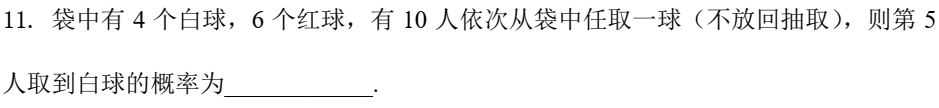 11. 袋中有 4 个白球，6 个红球，有 10 人依次从袋中任取一球（不放回抽取），则第 5
人取到白球的概率为____________.